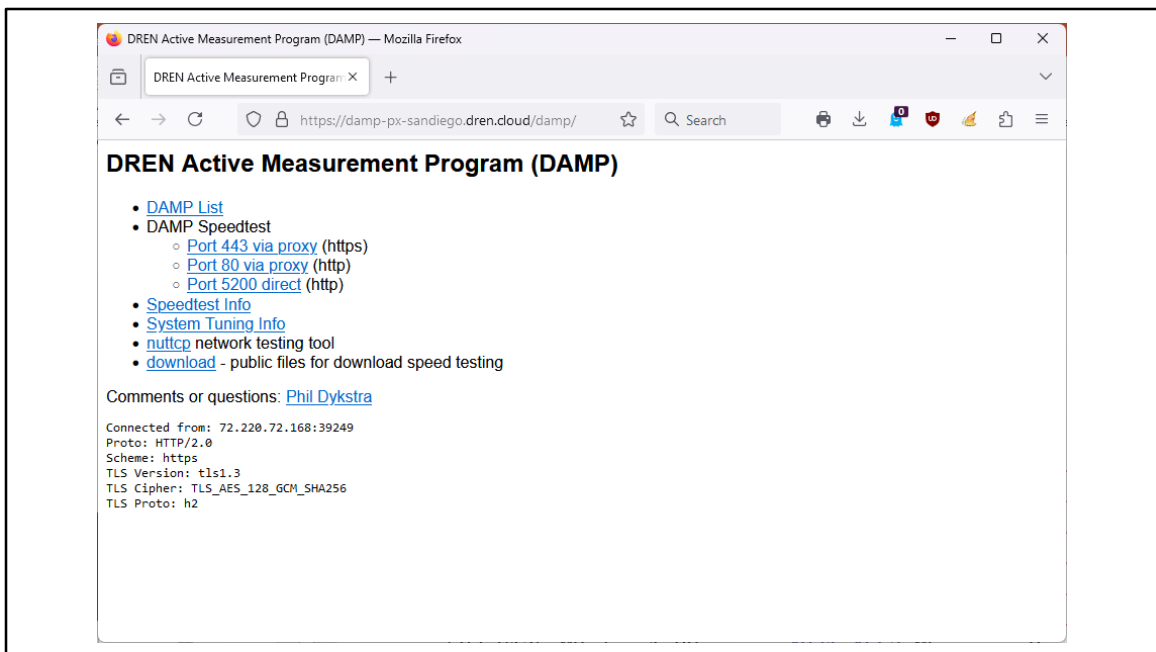 DREN Active Measurement Program (DAMP) — Mozilla Firefox
DREN Active Measurement Program
https://damp-px-sandiego.dren.cloud/damp/
Search
0
DREN Active Measurement Program (DAMP)
• DAMP List
• DAMP Speedtest
◦ Port 443 via proxy (https)
◦ Port 80 via proxy (http)
◦ Port 5200 direct (http)
• Speedtest Info
• System Tuning Info
• nuttcp network testing tool
• download - public files for download speed testing
Comments or questions: Phil Dykstra
Connected from: 72.220.72.168:39249
Proto: HTTP/2.0
Scheme: https
TLS Version: tls1.3
TLS Cipher: TLS_AES_128_GCM_SHA256
TLS Proto: h2